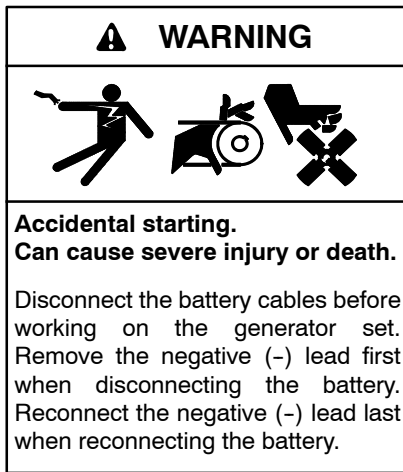 WARNING
Accidental starting.
Can cause severe injury or death.
Disconnect the battery cables before
working on the generator set.
Remove the negative (–) lead first
when disconnecting the battery.
Reconnect the negative (–) lead last
when reconnecting the battery.